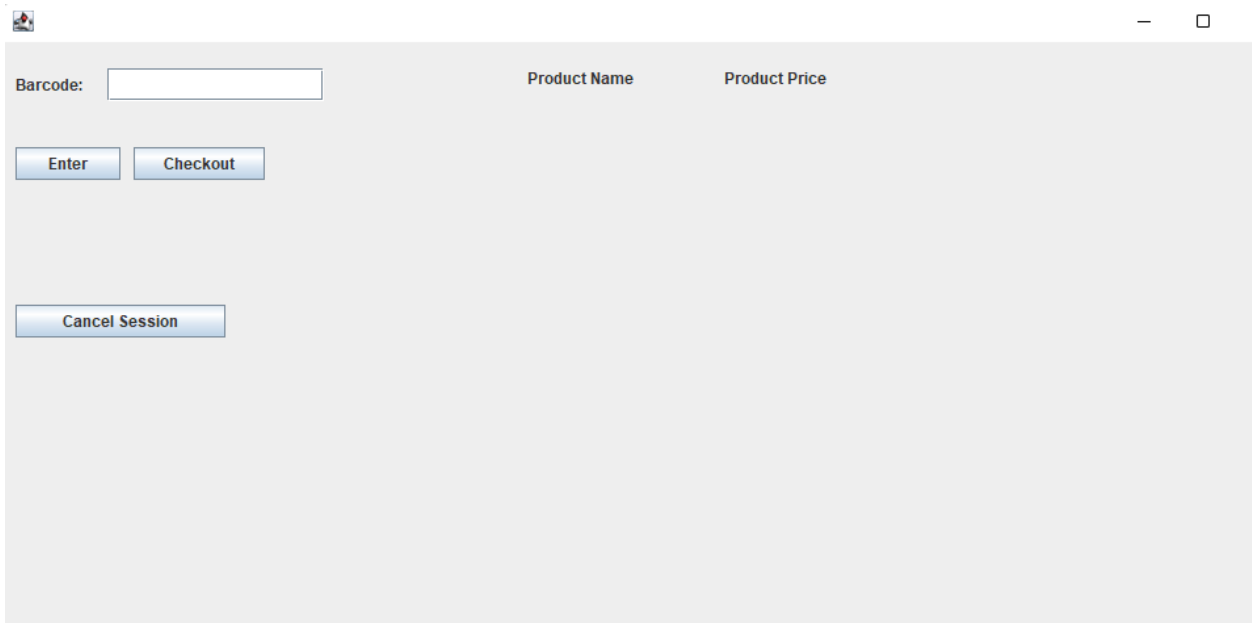 Barcode:
Product Name
Product Price
Enter
Checkout
Cancel Session